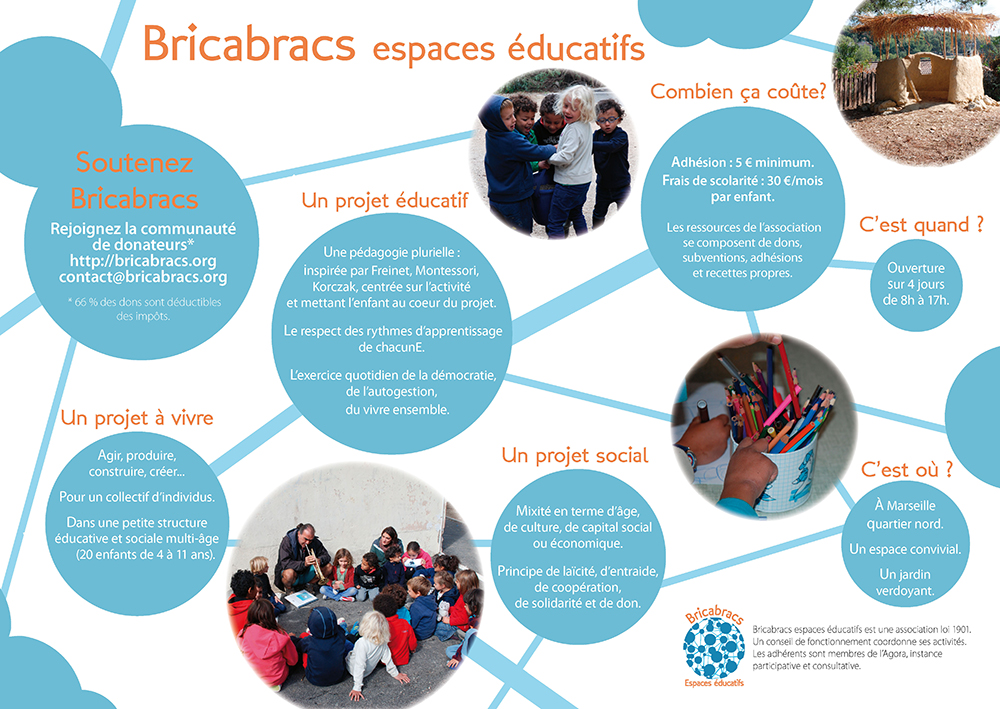 Bricabracs espaces éducatifs
Soutenez
Bricabracs
Rejoignez la communauté
de donateurs*
http://bricabracs.org
contact@bricabracs.org
* 66 % des dons sont déductibles
des impôts.
Un projet éducatif
Une pédagogie plurielle :
inspirée par Freinet, Montessori,
Korczak, centrée sur l'activité
et mettant l'enfant au coeur du projet.
Le respect des rythmes d'apprentissage
de chacunE.
L'exercice quotidien de la démocratie,
de l'autogestion,
du vivre ensemble.
Combien ça coûte?
Adhésion : 5 € minimum.
Frais de scolarité : 30 €/mois
par enfant.
Les ressources de l'association
se composent de dons,
subventions, adhésions
et recettes propres.
C'est quand ?
Ouverture
sur 4 jours
de 8h à 17h.
Un projet à vivre
Agir, produire,
construire, créer...
Pour un collectif d'individus.
Dans une petite structure
éducative et sociale multi-âge
(20 enfants de 4 à 11 ans).
Un projet social
Mixité en terme d'âge,
de culture, de capital social
ou économique.
Principe de laïcité, d'entraide,
de coopération,
de solidarité et de don.
C'est où ?
À Marseille
quartier nord.
Un espace convivial.
Un jardin
verdoyant.
Bricabracs
Espaces éducatifs
Bricabracs espaces éducatifs est une association loi 1901.
Un conseil de fonctionnement coordonne ses activités.
Les adhérents sont membres de l'Agora, instance
participative et consultative.